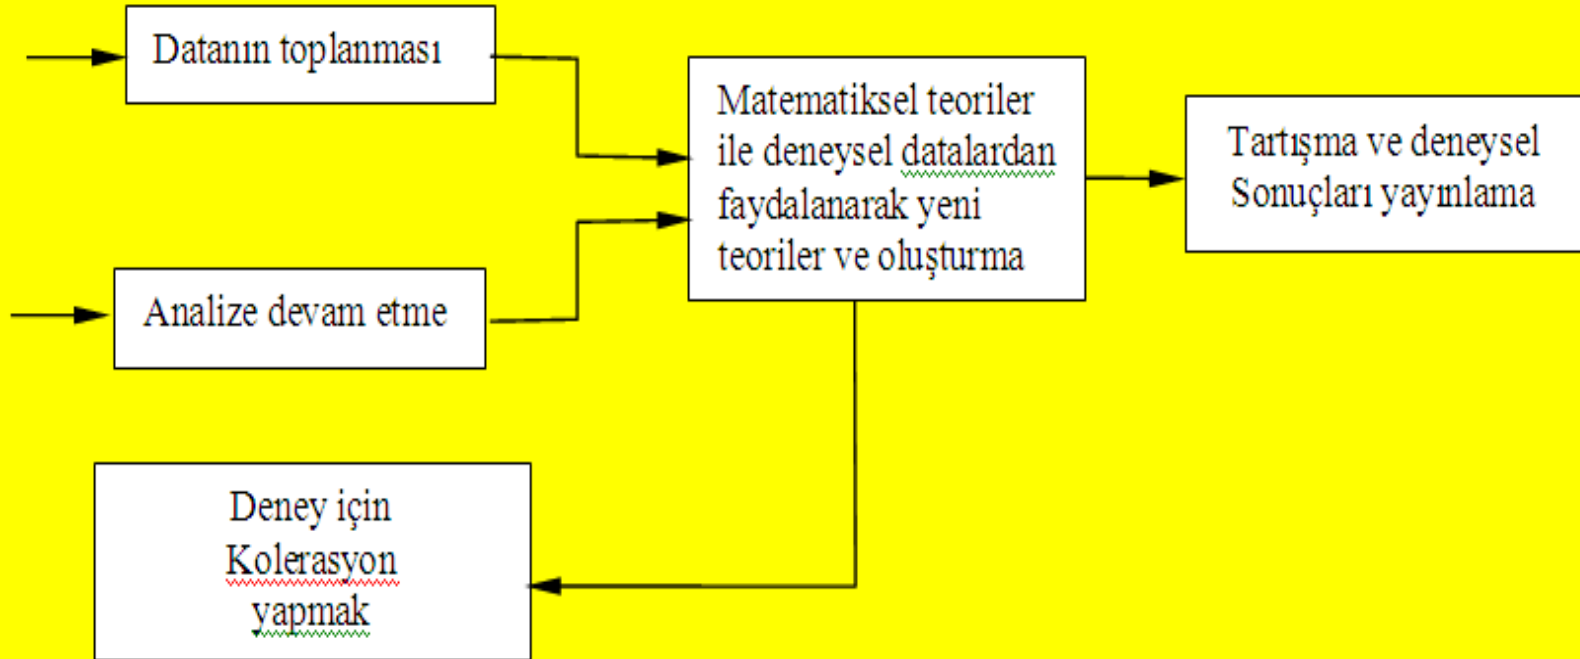 Datanın toplanması
Matematiksel teoriler
ile deneysel datalardan
faydalanarak yeni
teoriler ve oluşturma
Tartışma ve deneysel
Sonuçları yayınlama
Analize devam etme
Deney için
Kolerasyon
yapmak